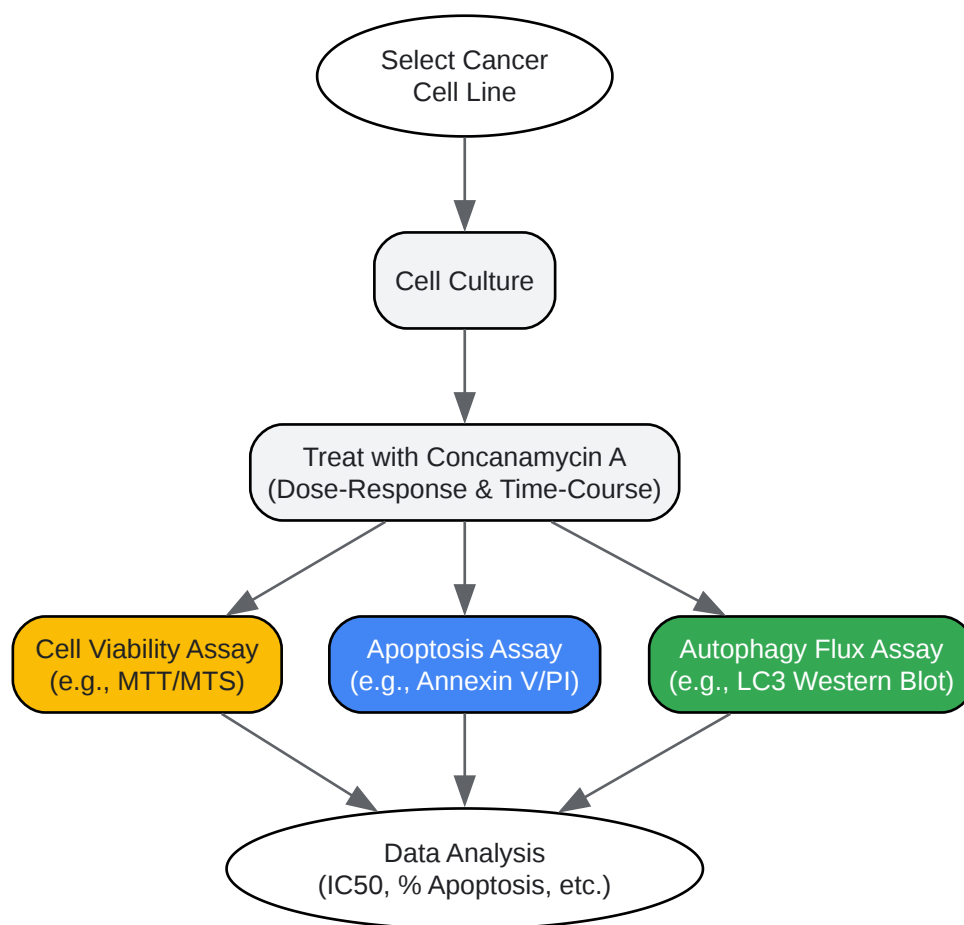 Select Cancer
Cell Line
Cell Culture
Treat with Concanamycin A
(Dose-Response & Time-Course)
Cell Viability Assay
(e.g., MTT/MTS)
Apoptosis Assay
(e.g., Annexin V/PI)
Autophagy Flux Assay
(e.g., LC3 Western Blot)
Data Analysis
(IC50, % Apoptosis, etc.)